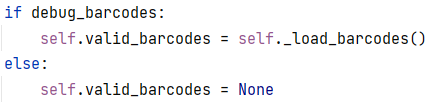 if debug_barcodes:
    self.valid_barcodes = self._load_barcodes()
else:
    self.valid_barcodes = None